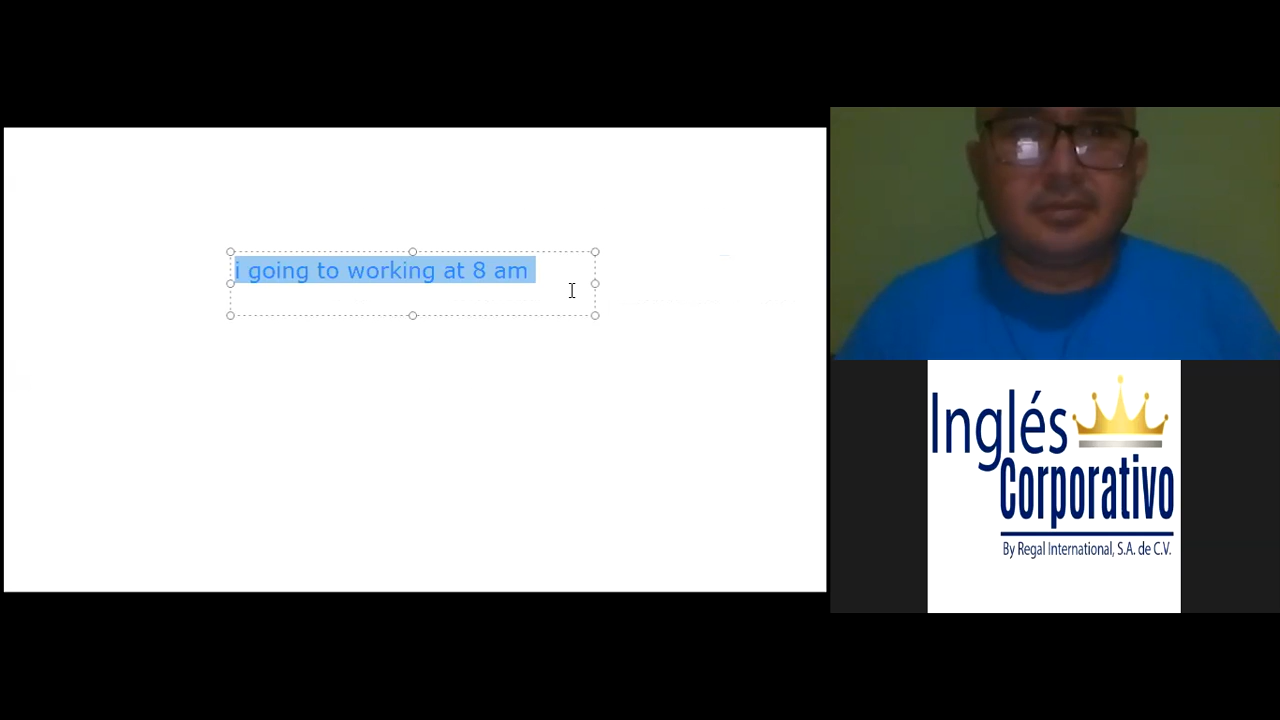 i going to working at 8 am
Inglés
Corporativo
By Regal International, S.A. de C.V.